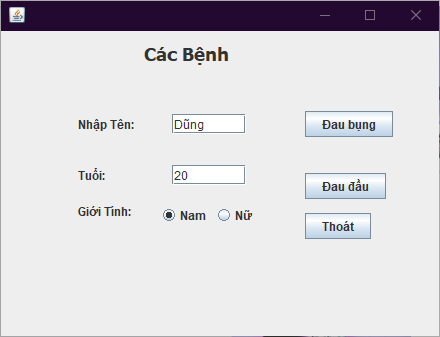 Các Bệnh
Nhập Tên: Dũng Đau bụng
Tuổi: 20 Đau đầu
Giới Tính: Nam Nữ
Thoát